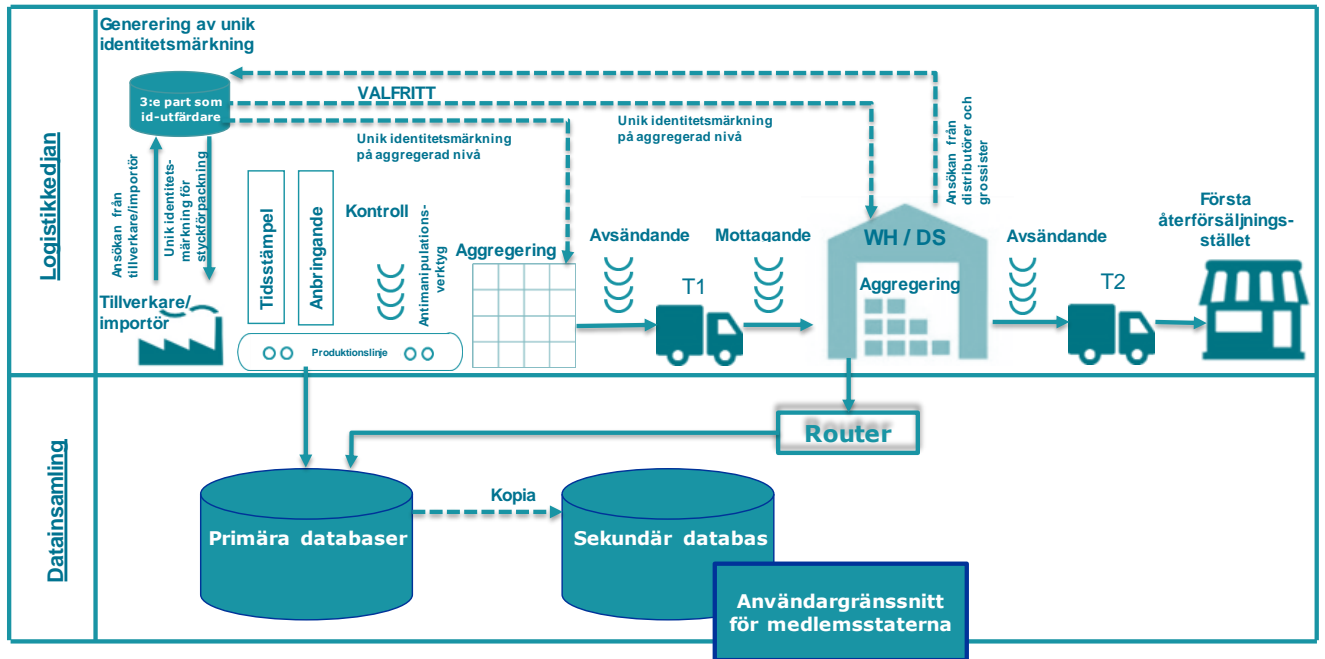 Generering av unik
identitetsmärkning
3:e part som
id-utfärdare
VALFRITT
Unik identitetsmärkning
på aggregerad nivå
Unik identitetsmärkning
på aggregerad nivå
Ansökan från
distributörer och
grossister
Logistikkedjan
Ansökan från
tillverkare/importör
Unik identitets-
märkning för
styckförpackning
Tidsstämpel
Anbringande
Kontroll
Antimanipulations-
verktyg
Aggregering
Avsändande
T1
Mottagande
WH / DS
Aggregering
Avsändande
T2
Första
återförsäljnings-
stället
Tillverkare/
importör
Produktionslinje
Datainsamling
Router
Kopia
Primära databaser
Sekundär databas
Användargränssnitt
för medlemsstaterna